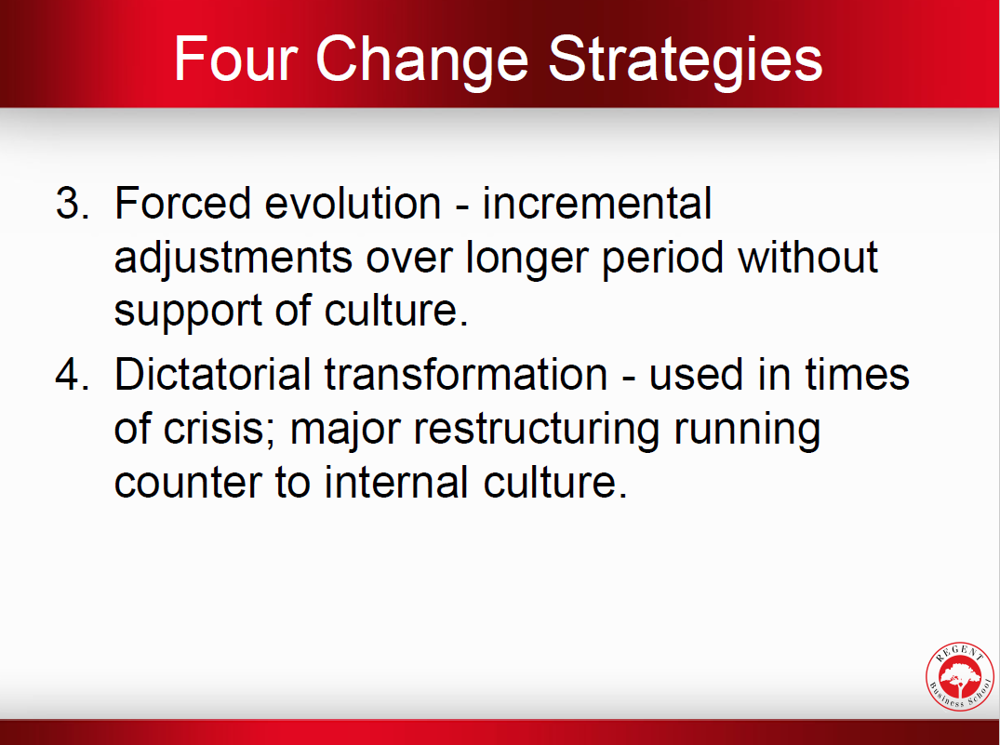 Four Change Strategies
3. Forced evolution - incremental
adjustments over longer period without
support of culture.
4. Dictatorial transformation - used in times
of crisis; major restructuring running
counter to internal culture.
REGENT
Business School